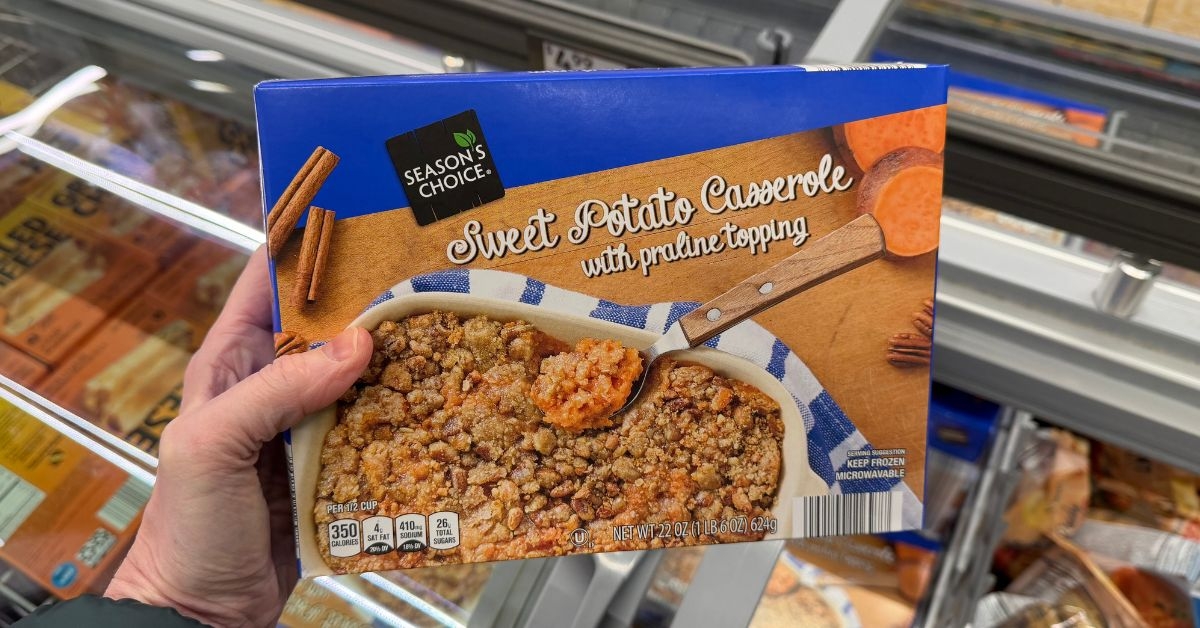 SEASON'S
CHOICE®
Sweet Potato Casserole
with praline topping
SERVING SUGGESTION
KEEP FROZEN
MICROWAVABLE
PER 1/2 CUP
350
CALORIES
4g
SAT FAT
20% DV
410mg
SODIUM
18% DV
26g
TOTAL
SUGARS
U
NET WT 22 OZ (1 LB 6 OZ) 624g